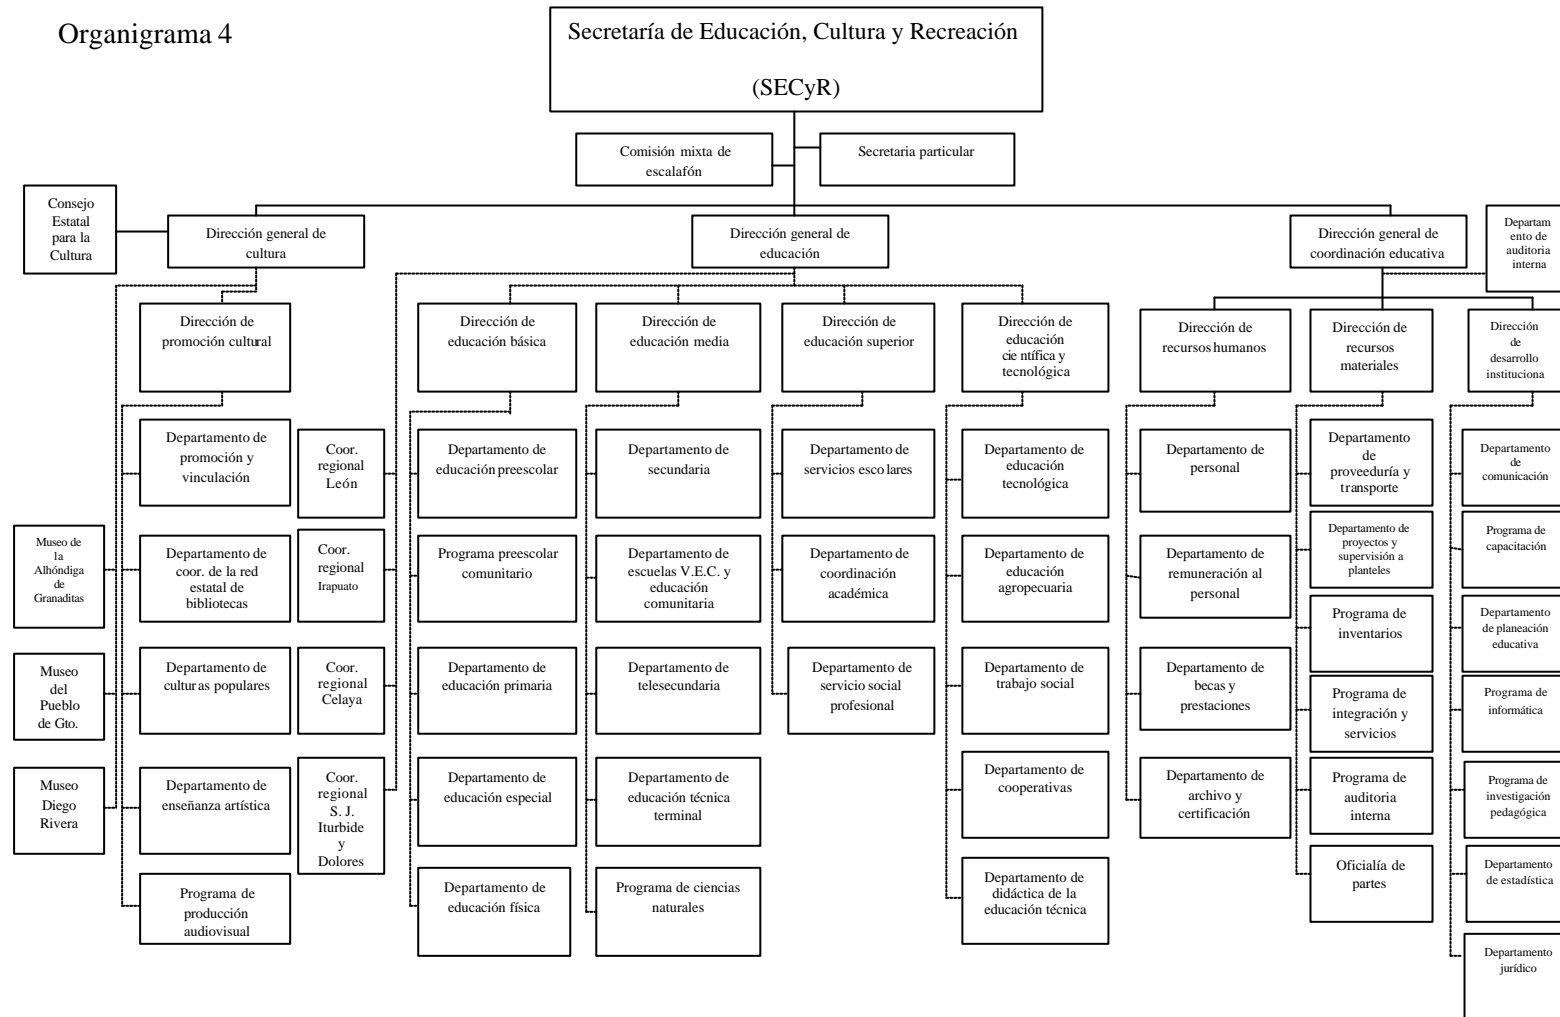 Organigrama 4
Secretaría de Educación, Cultura y Recreación
(SECyR)
Comisión mixta de
escalafón
Secretaria particular
Consejo
Estatal
para la
Cultura
Dirección general de
cultura
Dirección general de
educación
Dirección general de
coordinación educativa
Departam
ento de
auditoria
interna
Dirección de
promoción cultural
Dirección de
educación básica
Dirección de
educación media
Dirección de
educación superior
Dirección de
educación
cie ntífica y
tecnológica
Dirección de
recursos humanos
Dirección de
recursos
materiales
Dirección
de
desarrollo
instituciona
Departamento de
promoción y
vinculación
Coor.
regional
León
Departamento de
educación preescolar
Departamento de
secundaria
Departamento de
servicios escolares
Departamento de
educación
tecnológica
Departamento de
personal
Departamento
de
proveeduría y
transporte
Departamento
de
comunicación
Museo de
la
Alhóndiga
de
Granaditas
Departamento de
coor. de la red
estatal de
bibliotecas
Coor.
regional
Irapuato
Programa preescolar
comunitario
Departamento de
escuelas V.E.C. y
educación
comunitaria
Departamento de
coordinación
académica
Departamento de
educación
agropecuaria
Departamento de
remuneración al
personal
Departamento de
proyectos y
supervisión a
planteles
Programa de
capacitación
Museo
del
Pueblo
de Gto.
Departamento de
culturas populares
Coor.
regional
Celaya
Departamento de
educación primaria
Departamento de
telesecundaria
Departamento de
servicio social
profesional
Departamento de
trabajo social
Departamento de
becas y
prestaciones
Programa de
inventarios
Departamento
de planeación
educativa
Programa de
integración y
servicios
Programa de
informática
Museo
Diego
Rivera
Departamento de
enseñanza artística
Coor.
regional
S. J.
Iturbide
y
Dolores
Departamento de
educación especial
Departamento de
educación técnica
terminal
Departamento de
cooperativas
Departamento de
archivo y
certificación
Programa de
auditoria
interna
Programa de
investigación
pedagógica
Programa de
producción
audiovisual
Departamento de
educación física
Programa de ciencias
naturales
Departamento de
didáctica de la
educación técnica
Oficialía de
partes
Departamento
de estadística
Departamento
jurídico